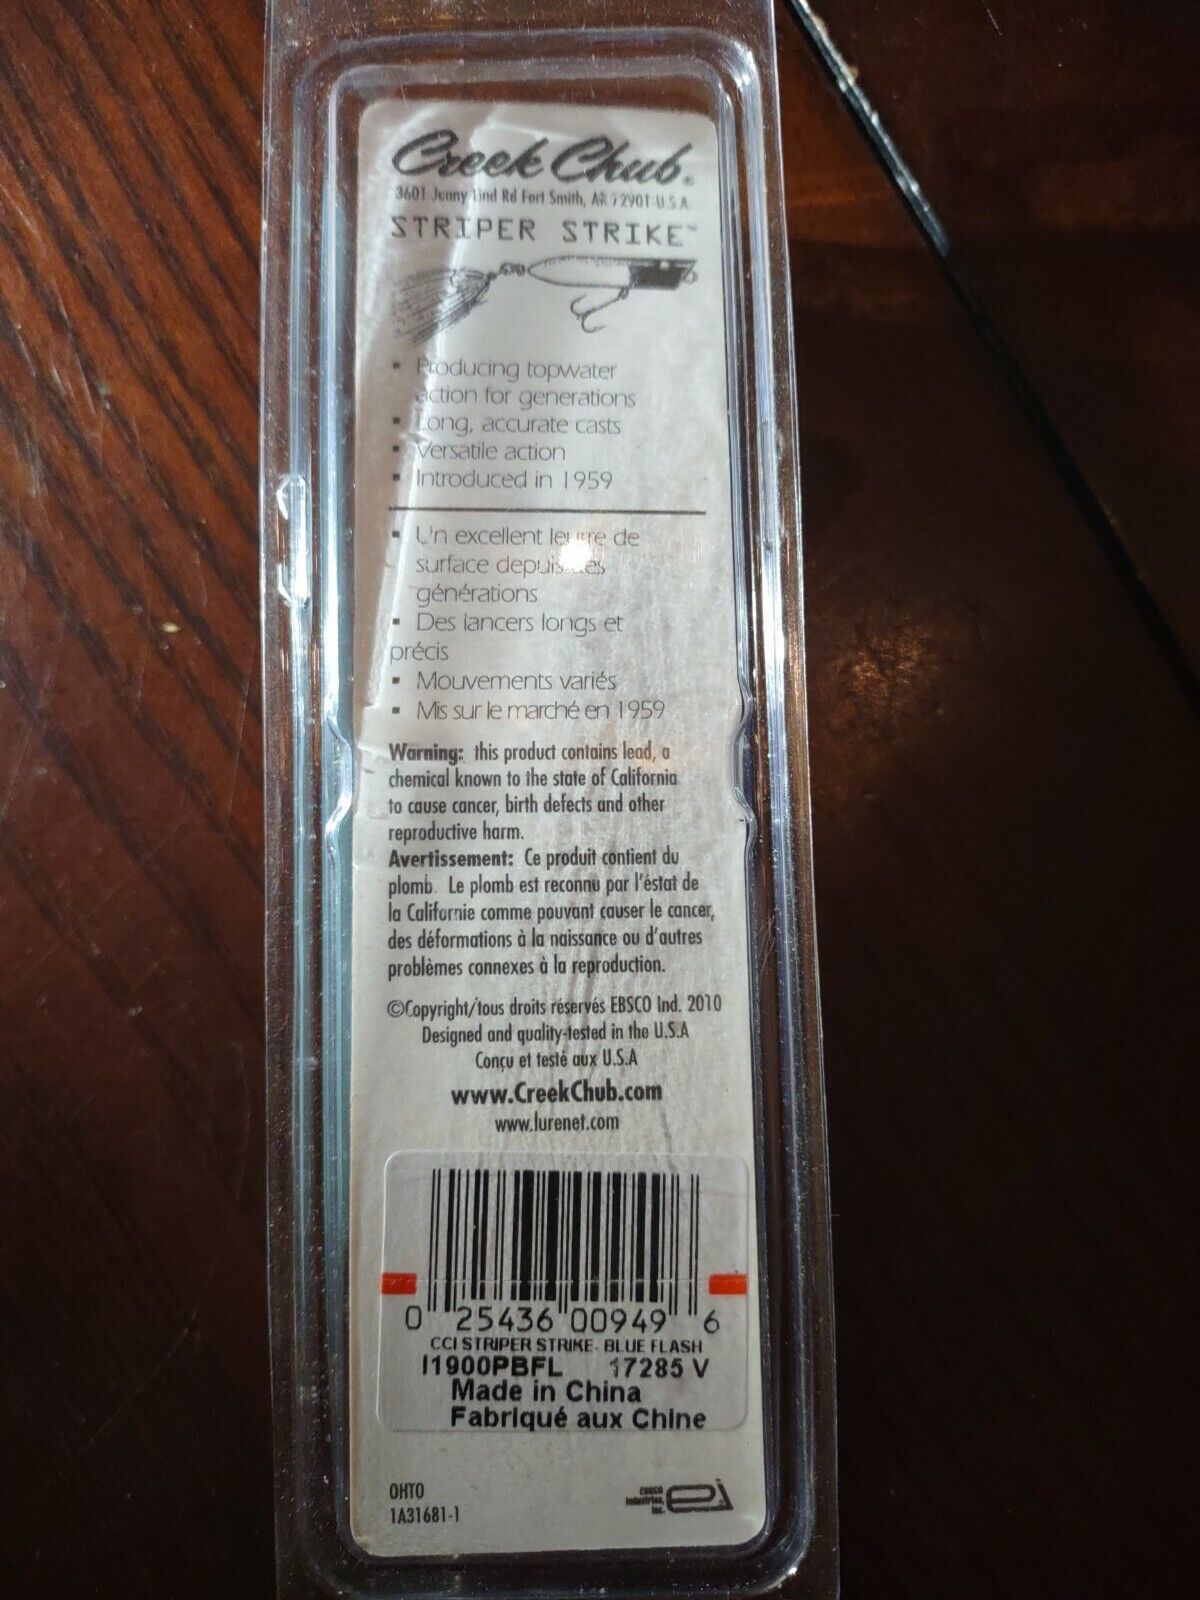 Creek Chub®
3601 Jenny Lind Rd Fort Smith, AR 72901 U.S.A
STRIPER STRIKE™
▪ Producing topwater
action for generations
▪ Long, accurate casts
▪ Versatile action
▪ Introduced in 1959
▪ Un excellent leurre de
surface depuis des
générations
▪ Des lancers longs et
précis
▪ Mouvements variés
▪ Mis sur le marché en 1959
Warning: this product contains lead, a
chemical known to the state of California
to cause cancer, birth defects and other
reproductive harm.
Avertissement: Ce produit contient du
plomb. Le plomb est reconnu par l'éstat de
la Californie comme pouvant causer le cancer,
des déformations à la naissance ou d'autres
problèmes connexes à la reproduction.
©Copyright/tous droits réservés EBSCO Ind. 2010
Designed and quality-tested in the U.S.A
Conçu et testé aux U.S.A
www.CreekChub.com
www.lurenet.com
0 25436 00949 6
CCI STRIPER STRIKE- BLUE FLASH
I1900PBFL 17285 V
Made in China
Fabriqué aux Chine
OHTO
1A31681-1
EBSCO
Industries,
Inc.
ei